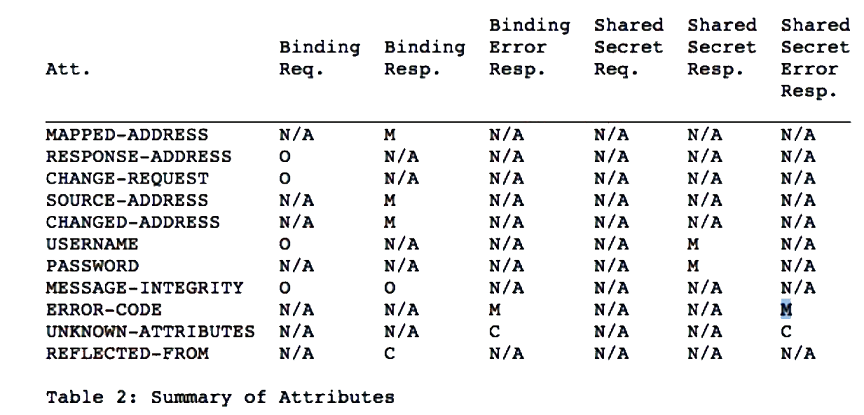 Binding  Shared  Shared  Shared
                    Binding  Binding  Error    Secret  Secret  Secret
Att.                Req.     Resp.    Resp.    Req.    Resp.   Error
                                                               Resp.
MAPPED-ADDRESS      N/A      M        N/A      N/A     N/A     N/A
RESPONSE-ADDRESS    O        N/A      N/A      N/A     N/A     N/A
CHANGE-REQUEST      O        N/A      N/A      N/A     N/A     N/A
SOURCE-ADDRESS      N/A      M        N/A      N/A     N/A     N/A
CHANGED-ADDRESS     N/A      M        N/A      N/A     N/A     N/A
USERNAME            O        N/A      N/A      N/A     M       N/A
PASSWORD            N/A      N/A      N/A      N/A     M       N/A
MESSAGE-INTEGRITY   O        O        N/A      N/A     N/A     N/A
ERROR-CODE          N/A      N/A      M        N/A     N/A     M
UNKNOWN-ATTRIBUTES  N/A      N/A      C        N/A     N/A     C
REFLECTED-FROM      N/A      C        N/A      N/A     N/A     N/A
Table 2: Summary of Attributes